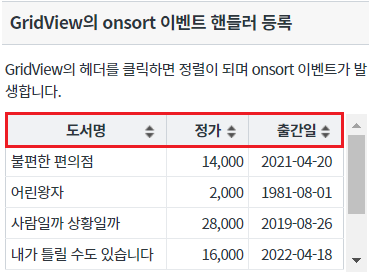 GridView의 onsort 이벤트 핸들러 등록
GridView의 헤더를 클릭하면 정렬이 되며 onsort 이벤트가 발
생합니다.
도서명 정가 출간일
불편한 편의점 14,000 2021-04-20
어린왕자 2,000 1981-08-01
사람일까 상황일까 28,000 2019-08-26
내가 틀릴 수도 있습니다 16,000 2022-04-18